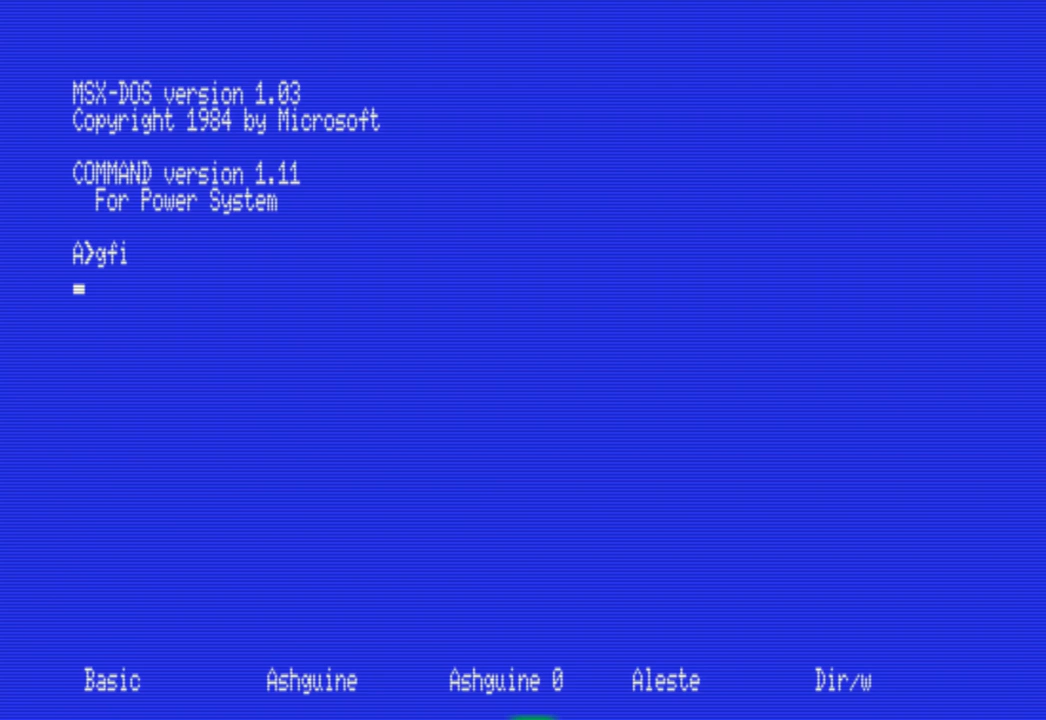 MSX-DOS version 1.03
Copyright 1984 by Microsoft
COMMAND version 1.11
For Power System
A>gfi
Basic Ashguine Ashguine 0 Aleste Dir/w